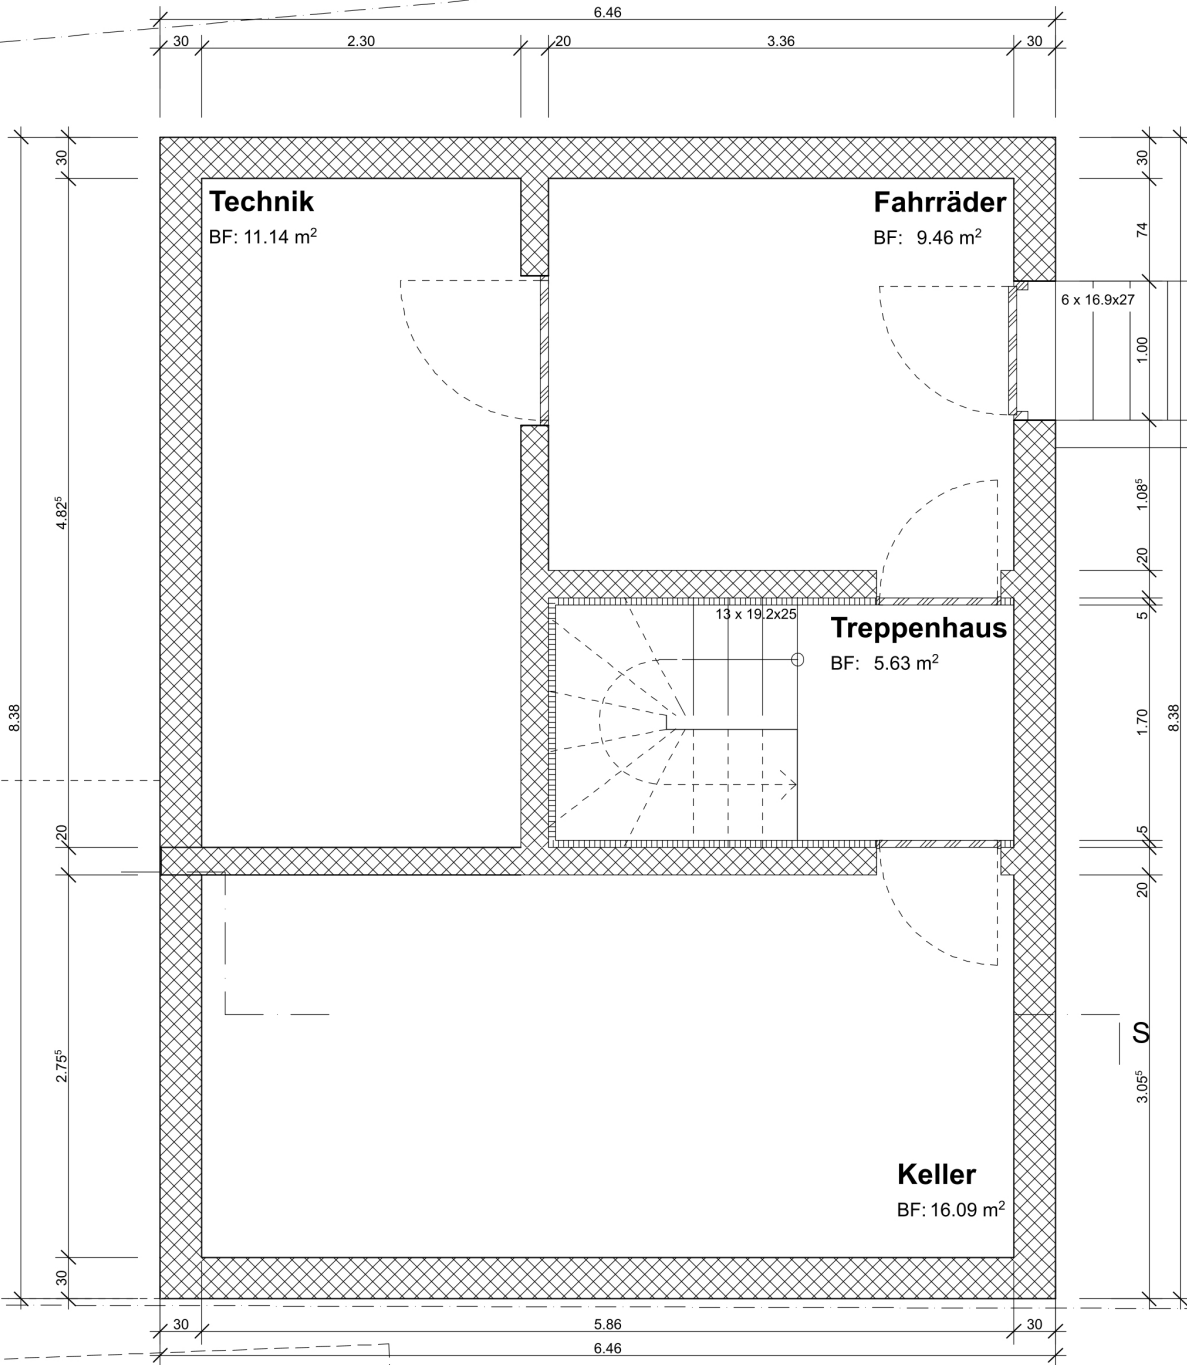 6.46
30 2.30 20 3.36 30
30
30
Technik
BF: 11.14 m²
Fahrräder
BF: 9.46 m²
74
6 x 16.9x27
1.00
4.82⁵
1.08⁵
20
13 x 19.2x25
5
Treppenhaus
BF: 5.63 m²
8.38
1.70
8.38
20
5
20
S
2.75⁵
3.05⁵
Keller
BF: 16.09 m²
30
30 5.86 30
6.46